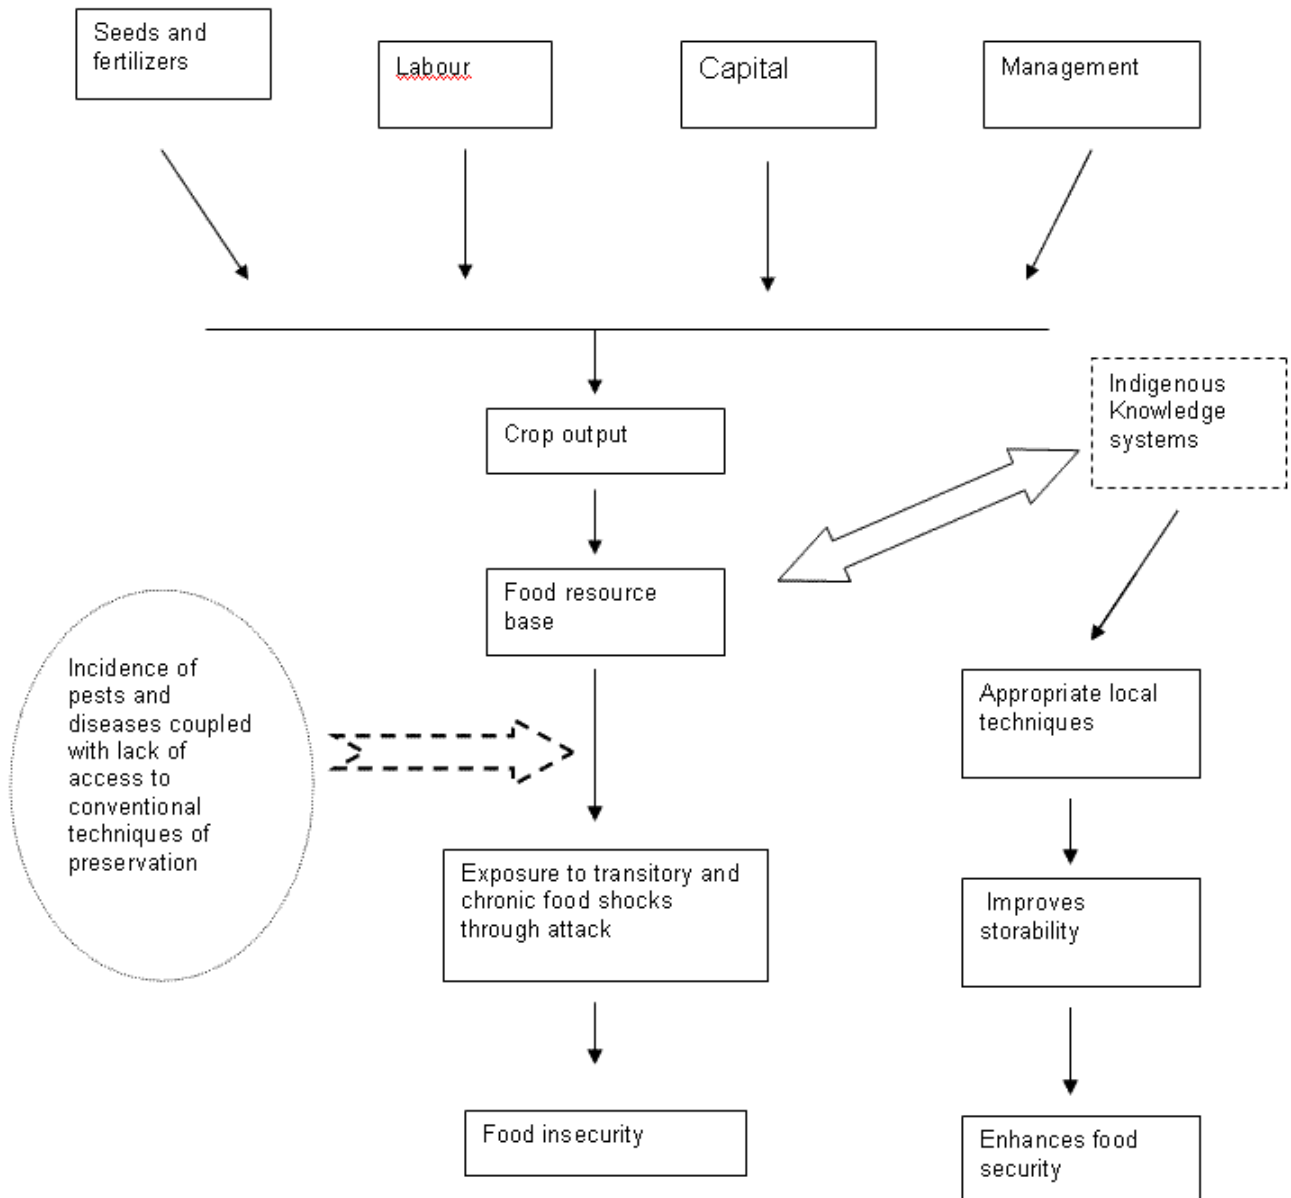 Seeds and
fertilizers
Labour
Capital
Management
Indigenous
Knowledge
systems
Crop output
Food resource
base
Incidence of
pests and
diseases coupled
with lack of
access to
conventional
techniques of
preservation
Appropriate local
techniques
Exposure to transitory and
chronic food shocks
through attack
Improves
storability
Food insecurity
Enhances food
security